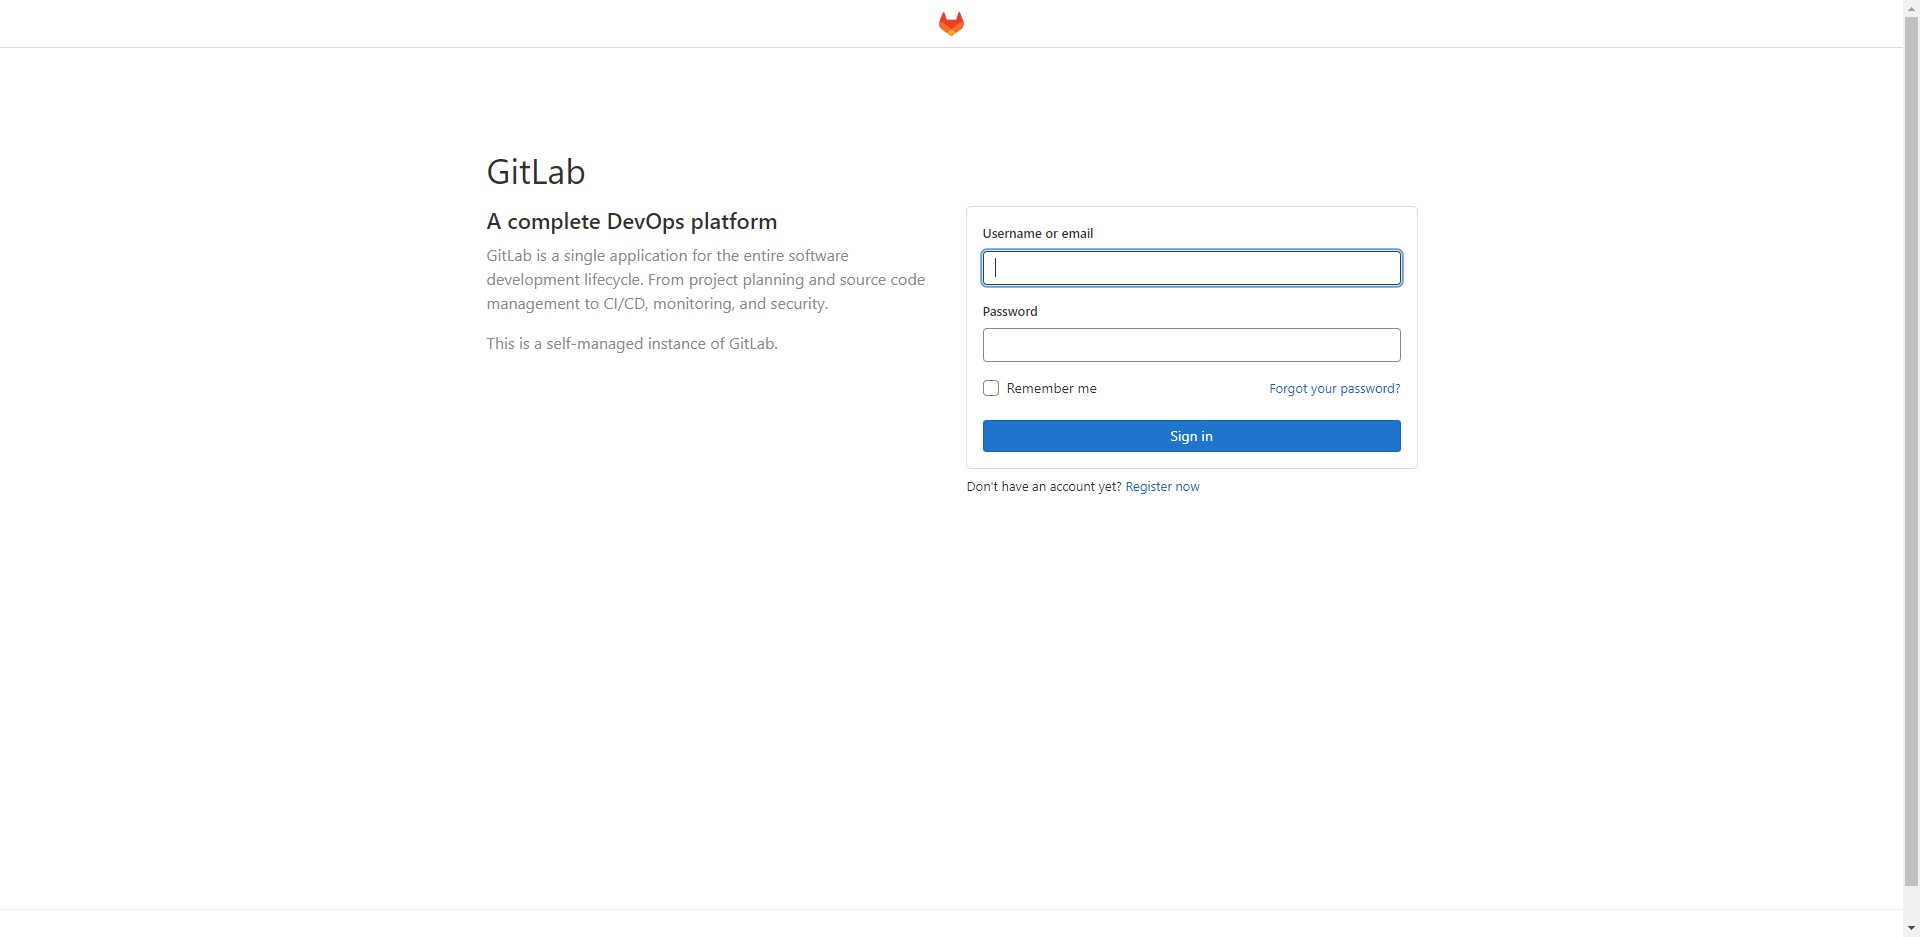 GitLab
A complete DevOps platform
GitLab is a single application for the entire software
development lifecycle. From project planning and source code
management to CI/CD, monitoring, and security.
This is a self-managed instance of GitLab.
Username or email
Password
Remember me
Forgot your password?
Sign in
Don't have an account yet? Register now